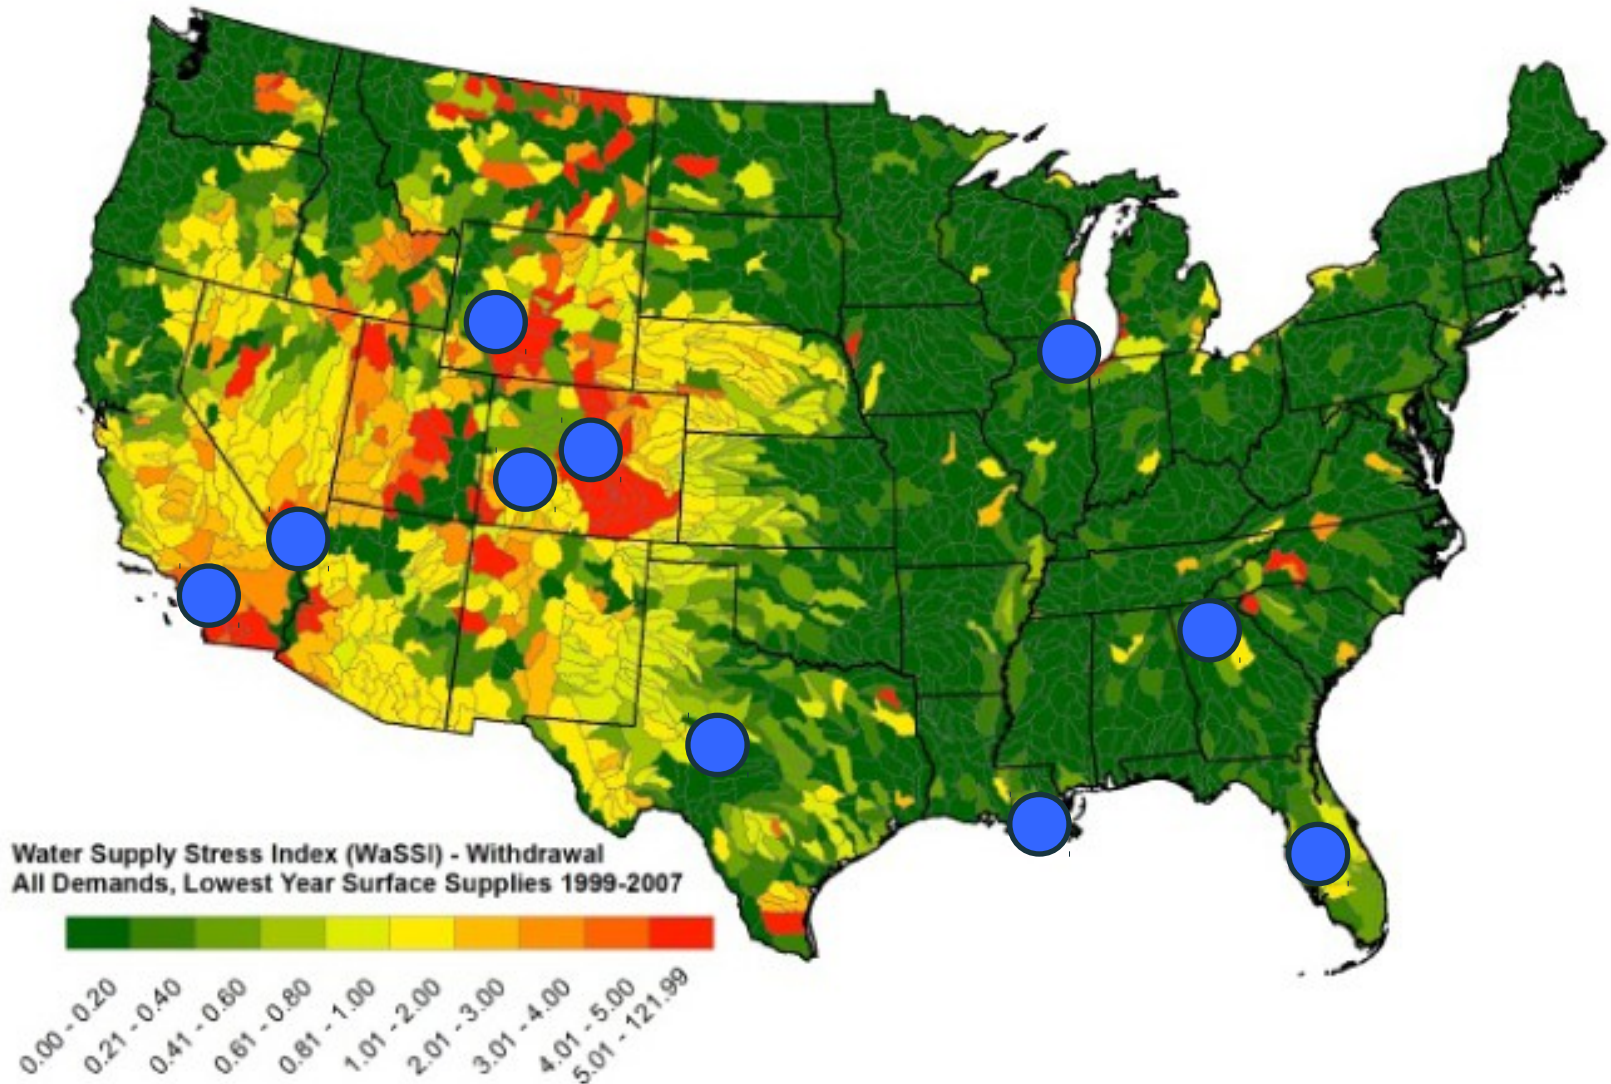 Water Supply Stress Index (WaSSI) - Withdrawal
All Demands, Lowest Year Surface Supplies 1999-2007
0.00 - 0.20
0.21 - 0.40
0.41 - 0.60
0.61 - 0.80
0.81 - 1.00
1.01 - 2.00
2.01 - 3.00
3.01 - 4.00
4.01 - 5.00
5.01 - 121.99